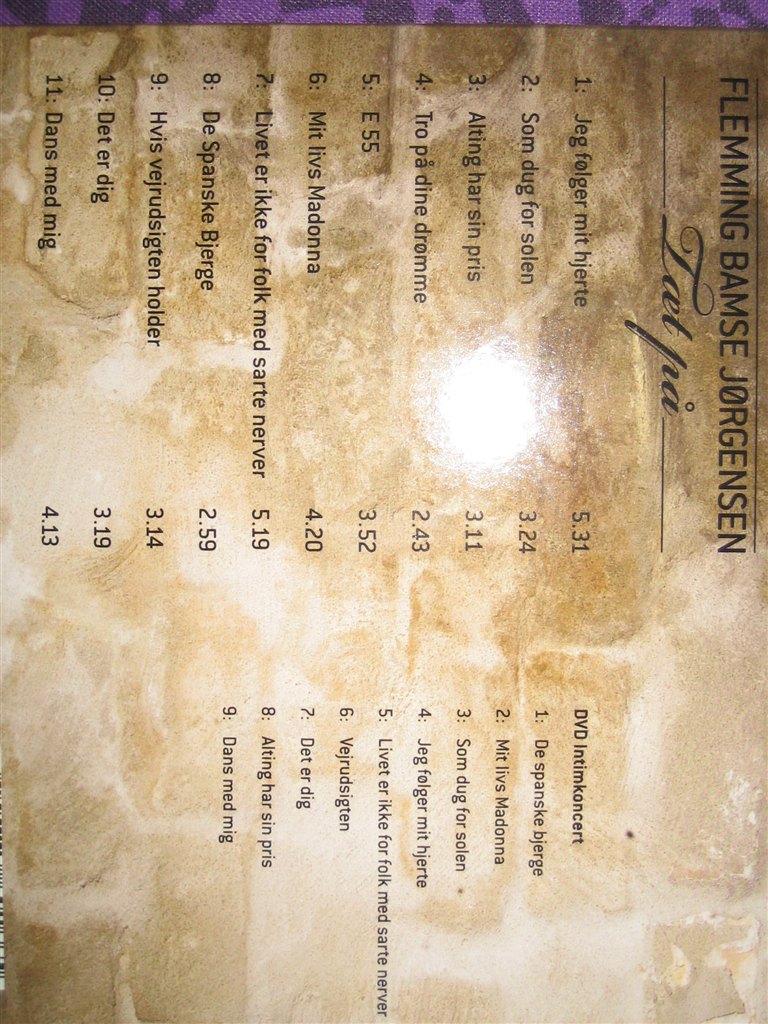 FLEMMING BAMSE JØRGENSEN
Tæt på
1: Jeg følger mit hjerte 5.31
2: Som dug for solen 3.24
3: Alting har sin pris 3.11
4: Tro på dine drømme 2.43
5: E 55 3.52
6: Mit livs Madonna 4.20
7: Livet er ikke for folk med sarte nerver 5.19
8: De Spanske Bjerge 2.59
9: Hvis vejrudsigten holder 3.14
10: Det er dig 3.19
11: Dans med mig 4.13
DVD Intimkoncert
1: De spanske bjerge
2: Mit livs Madonna
3: Som dug for solen
4: Jeg følger mit hjerte
5: Livet er ikke for folk med sarte nerver
6: Vejrudsigten
7: Det er dig
8: Alting har sin pris
9: Dans med mig